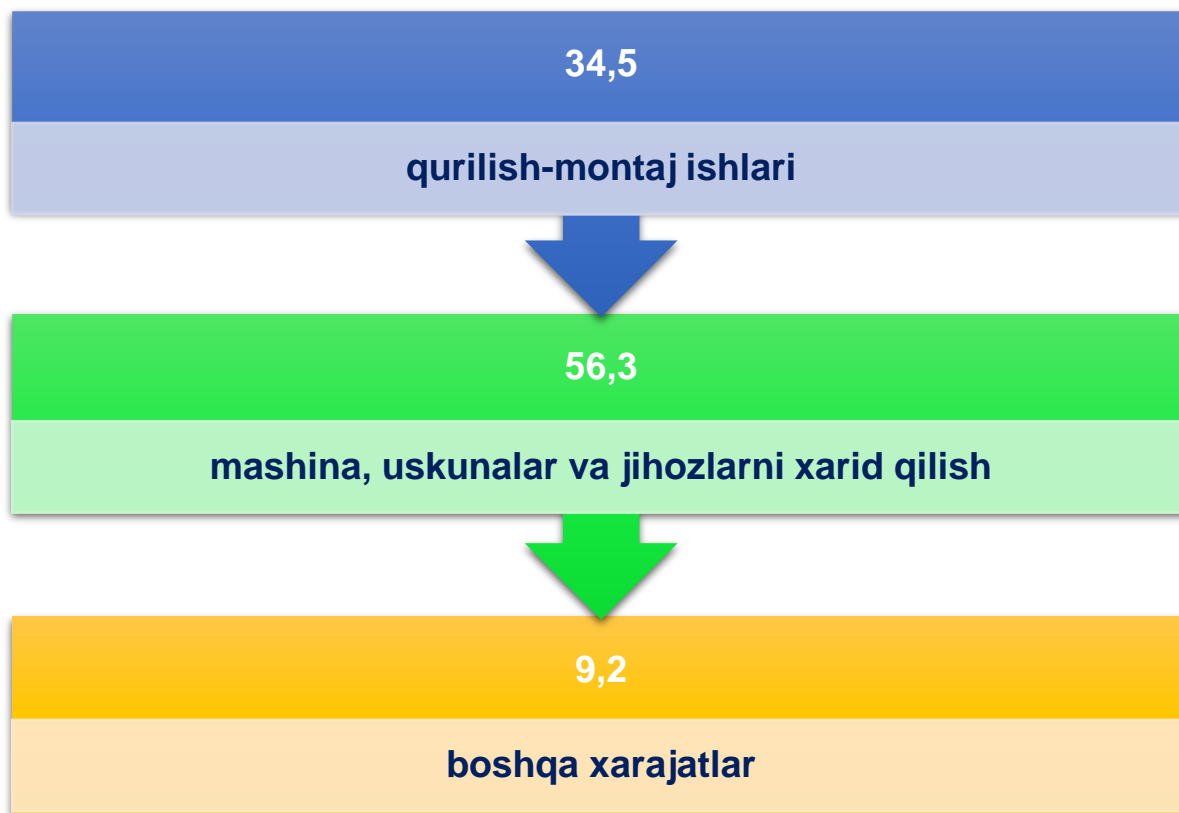 34,5
qurilish-montaj ishlari
56,3
mashina, uskunalar va jihozlarni xarid qilish
9,2
boshqa xarajatlar